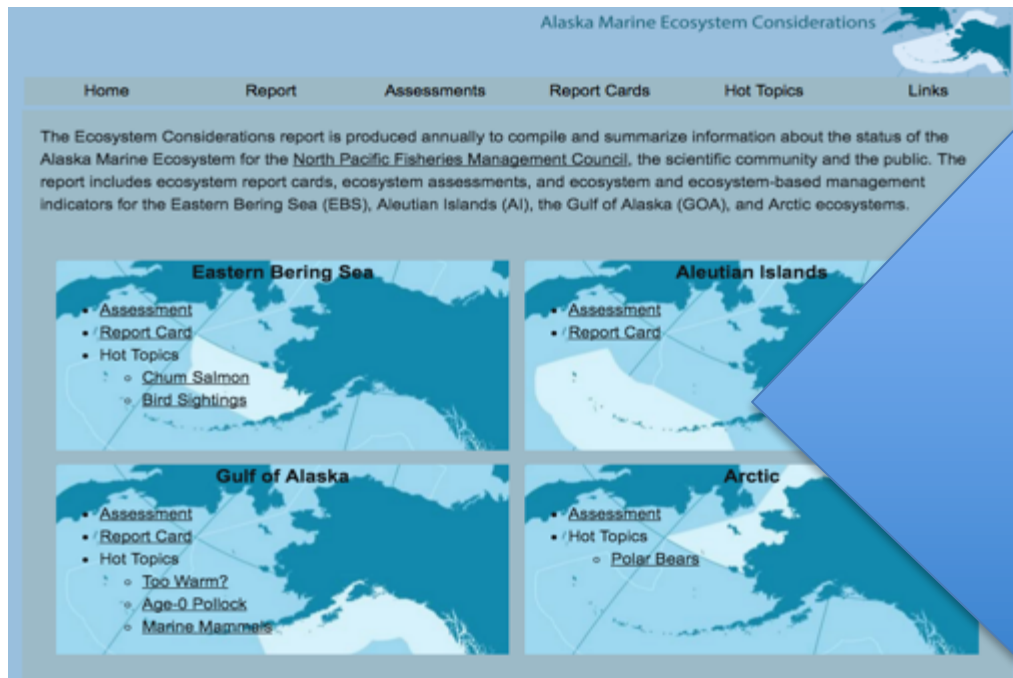 Alaska Marine Ecosystem Considerations
Home Report Assessments Report Cards Hot Topics Links
The Ecosystem Considerations report is produced annually to compile and summarize information about the status of the
Alaska Marine Ecosystem for the North Pacific Fisheries Management Council, the scientific community and the public. The
report includes ecosystem report cards, ecosystem assessments, and ecosystem and ecosystem-based management
indicators for the Eastern Bering Sea (EBS), Aleutian Islands (AI), the Gulf of Alaska (GOA), and Arctic ecosystems.
Eastern Bering Sea
Assessment
Report Card
Hot Topics
Chum Salmon
Bird Sightings
Aleutian Islands
Assessment
Report Card
Gulf of Alaska
Assessment
Report Card
Hot Topics
Too Warm?
Age-0 Pollock
Marine Mammals
Arctic
Assessment
Hot Topics
Polar Bears